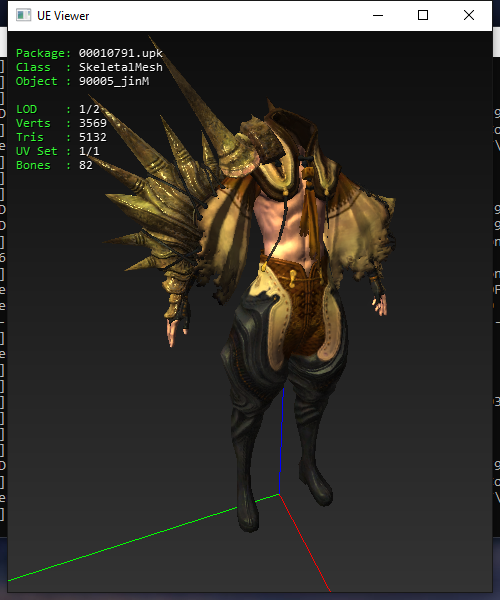 UE Viewer
Package: 00010791.upk
Class : SkeletalMesh
Object : 90005_jinM
LOD : 1/2
Verts : 3569
Tris : 5132
UV Set : 1/1
Bones : 82